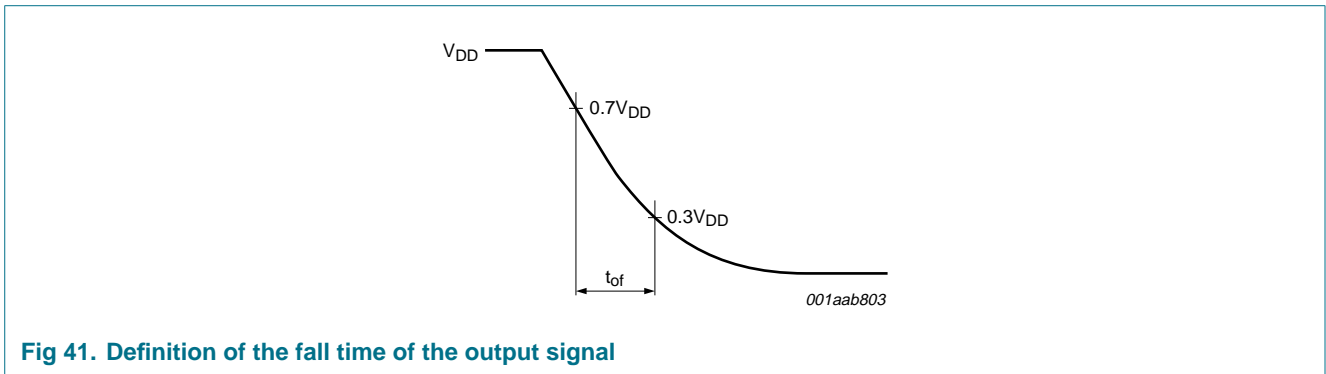 VDD
0.7VDD
0.3VDD
tof
001aab803
Fig 41. Definition of the fall time of the output signal